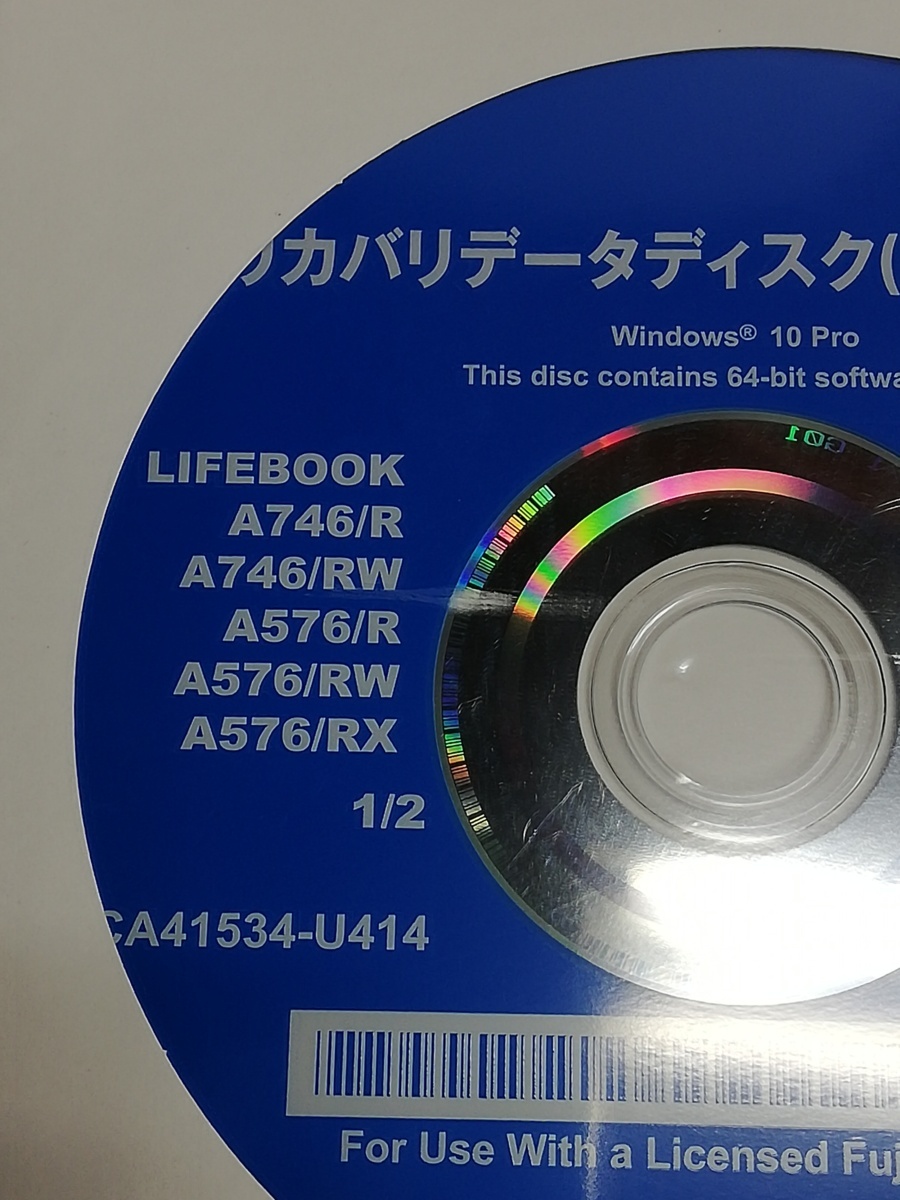 リカバリデータディスク(
Windows® 10 Pro
This disc contains 64-bit softwa
LIFEBOOK
A746/R
A746/RW
A576/R
A576/RW
A576/RX
1/2
CA41534-U414
For Use With a Licensed Fuj